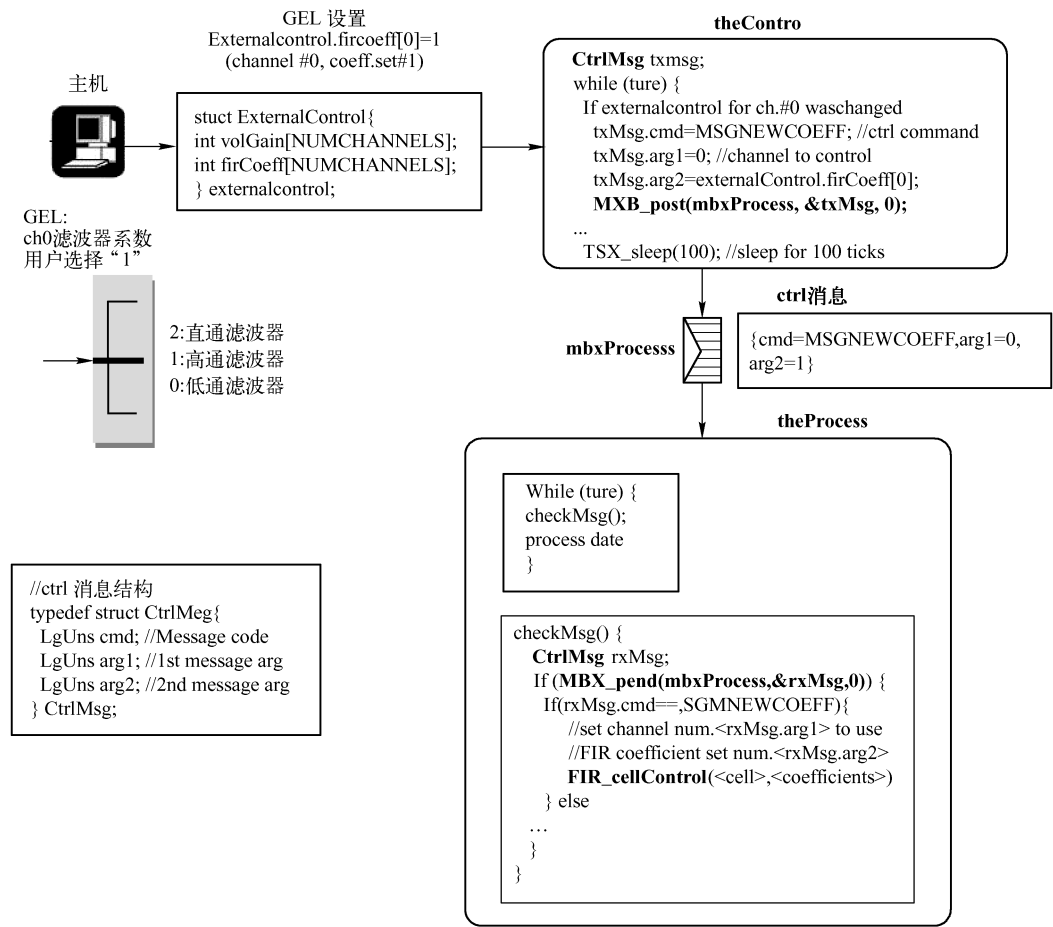 GEL 设置
Externalcontrol.fircoeff[0]=1
(channel #0, coeff.set#1)
主机
stuct ExternalControl{
int volGain[NUMCHANNELS];
int firCoeff[NUMCHANNELS];
} externalcontrol;
theContro
CtrlMsg txmsg;
while (ture) {
If externalcontrol for ch.#0 waschanged
txMsg.cmd=MSGNEWCOEFF; //ctrl command
txMsg.arg1=0; //channel to control
txMsg.arg2=externalControl.firCoeff[0];
MXB_post(mbxProcess, &txMsg, 0);
...
TSX_sleep(100); //sleep for 100 ticks
GEL:
ch0滤波器系数
用户选择“1”
2:直通滤波器
1:高通滤波器
0:低通滤波器
ctrl消息
mbxProcesss
{cmd=MSGNEWCOEFF,arg1=0,
arg2=1}
theProcess
While (ture) {
checkMsg();
process date
}
//ctrl 消息结构
typedef struct CtrlMeg{
LgUns cmd; //Message code
LgUns arg1; //1st message arg
LgUns arg2; //2nd message arg
} CtrlMsg;
checkMsg() {
CtrlMsg rxMsg;
If (MBX_pend(mbxProcess,&rxMsg,0)) {
If(rxMsg.cmd==,SGMNEWCOEFF){
//set channel num.<rxMsg.arg1> to use
//FIR coefficient set num.<rxMsg.arg2>
FIR_cellControl(<cell>,<coefficients>)
} else
…
}
}